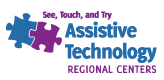 See, Touch, and Try
Assistive
Technology
REGIONAL CENTERS